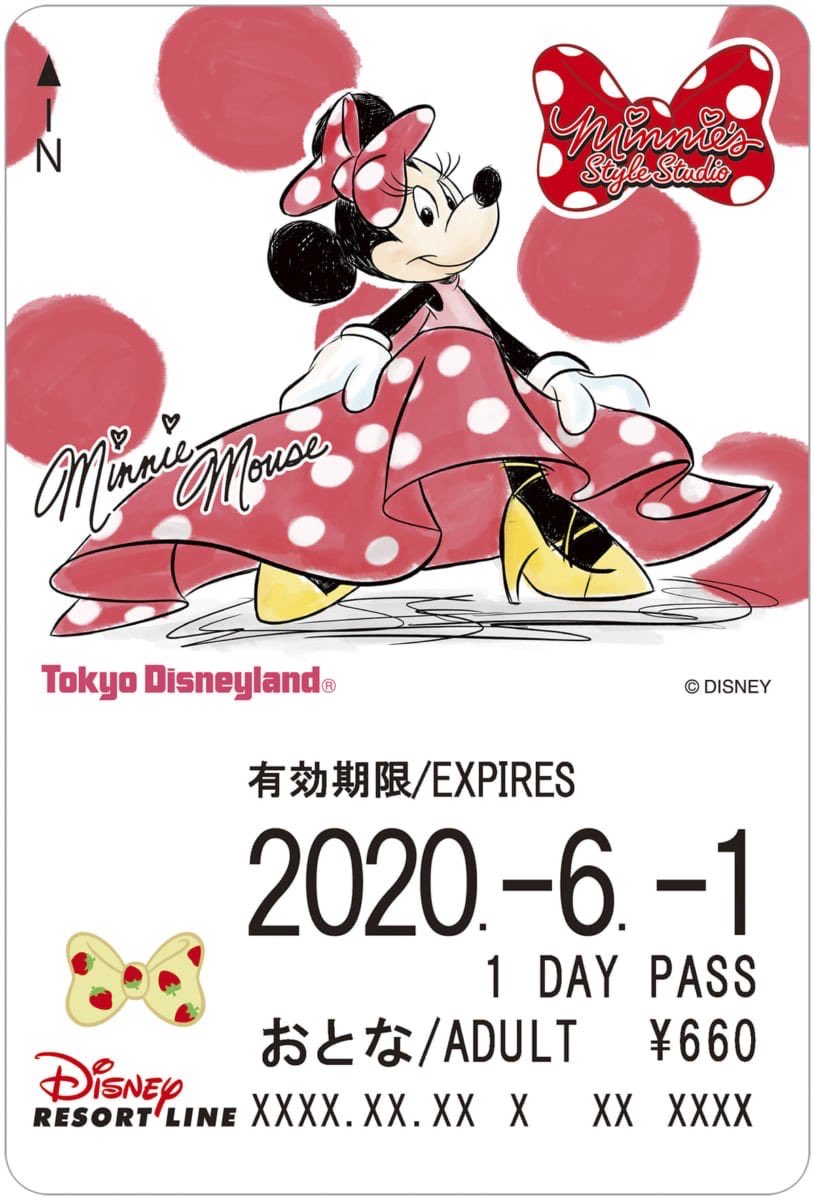 ▲IN
Minnie's
Style Studio
Minnie Mouse
Tokyo Disneyland®
© DISNEY
有効期限/EXPIRES
2020.-6.-1
1 DAY PASS
おとな/ADULT ¥660
Disney
RESORT LINE
XXXX.XX.XX X XX XXXX